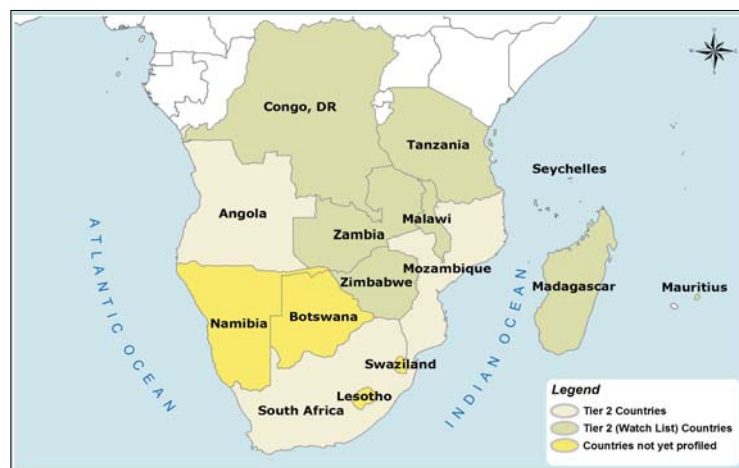 Congo, DR
Tanzania
Seychelles
Angola
Malawi
Zambia
Mozambique
Zimbabwe
Madagascar
Mauritius
Namibia
Botswana
Swaziland
Lesotho
South Africa
ATLANTIC OCEAN
INDIAN OCEAN
Legend
Tier 2 Countries
Tier 2 (Watch List) Countries
Countries not yet profiled